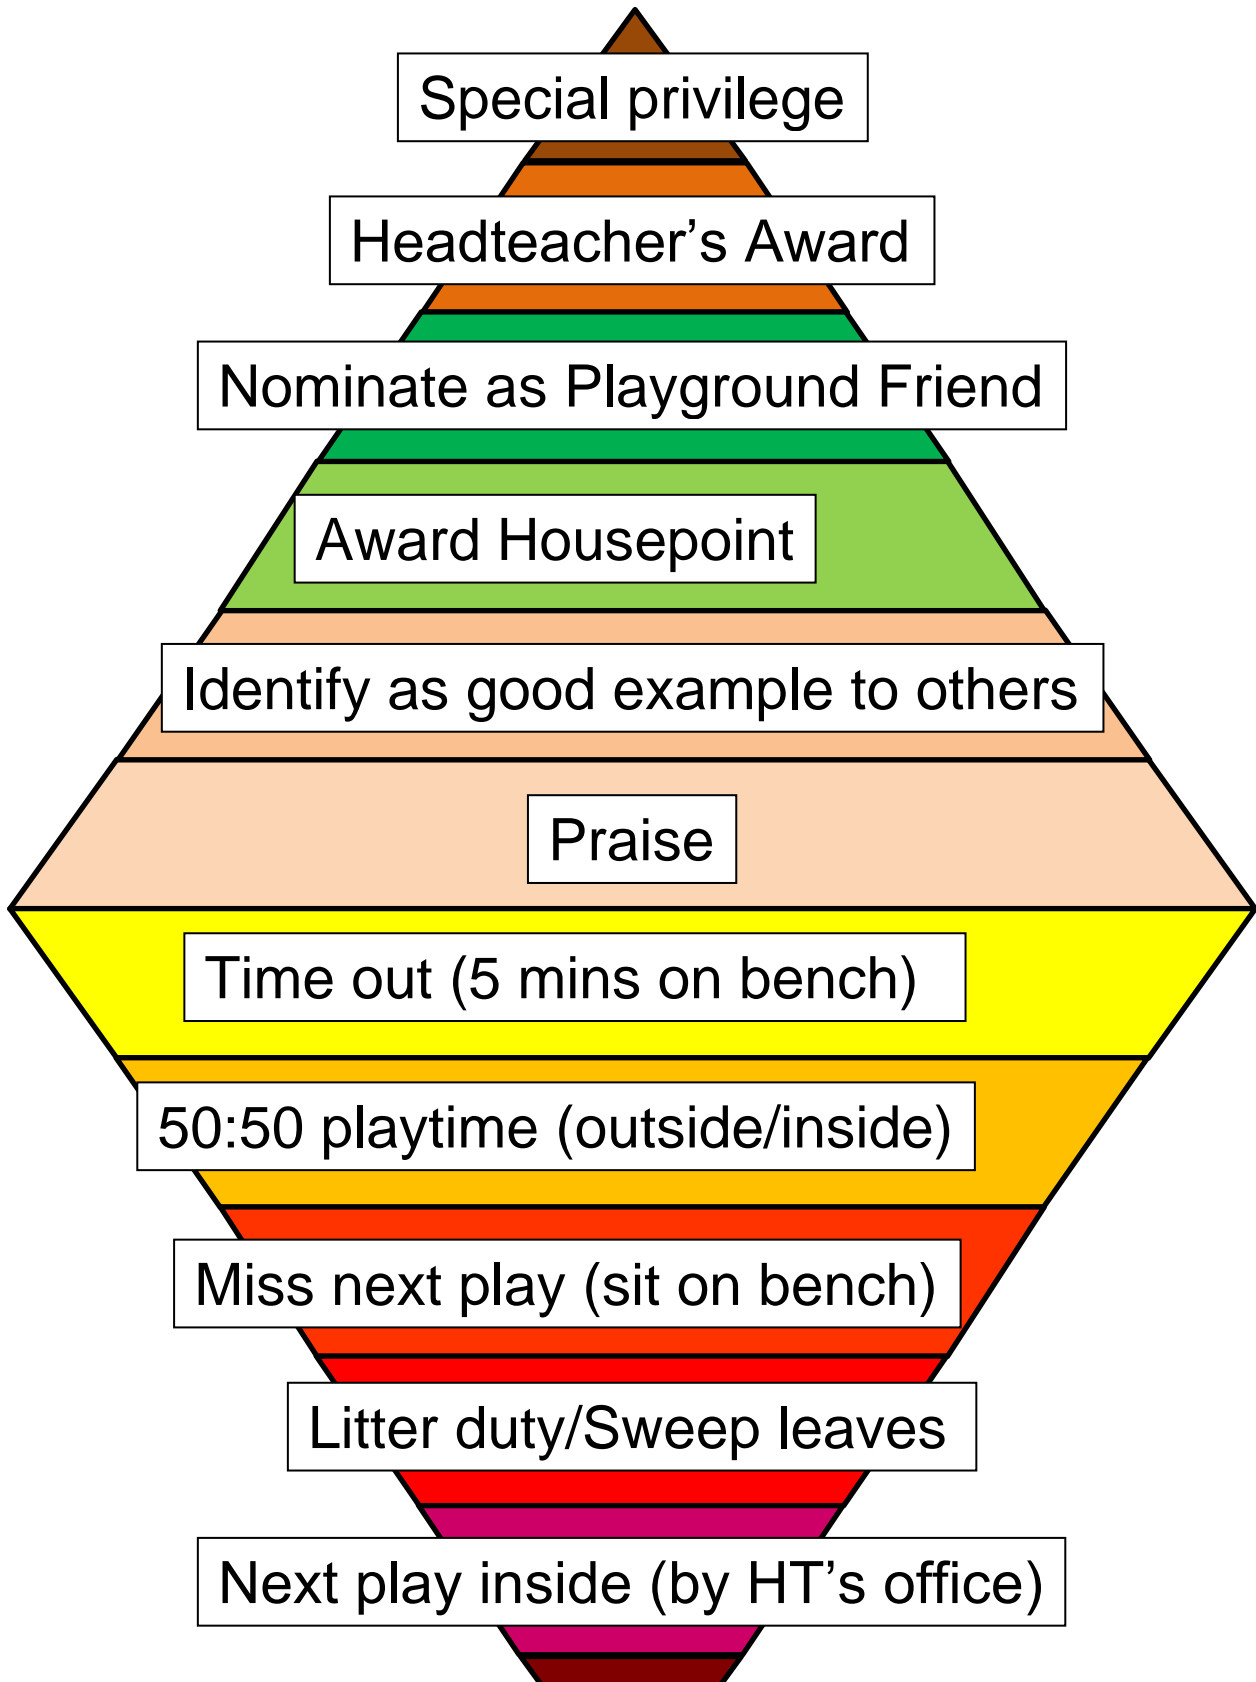 Special privilege
Headteacher’s Award
Nominate as Playground Friend
Award Housepoint
Identify as good example to others
Praise
Time out (5 mins on bench)
50:50 playtime (outside/inside)
Miss next play (sit on bench)
Litter duty/Sweep leaves
Next play inside (by HT’s office)